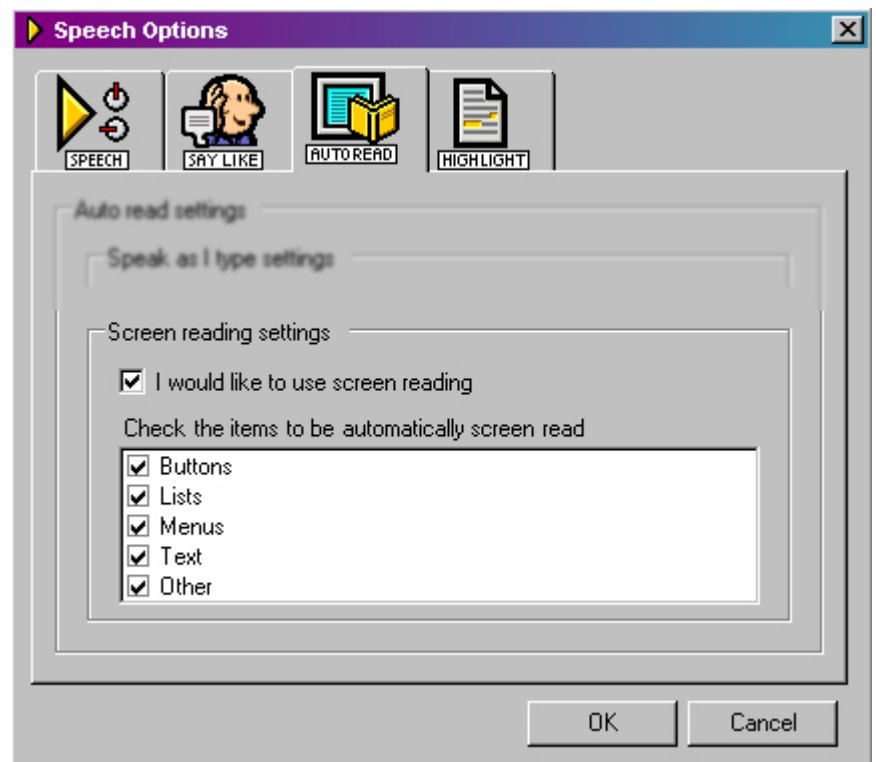 Speech Options
SPEECH
SAY LIKE
AUTO READ
HIGHLIGHT
Auto read settings
Speak as I type settings
Screen reading settings
I would like to use screen reading
Check the items to be automatically screen read
Buttons
Lists
Menus
Text
Other
OK Cancel